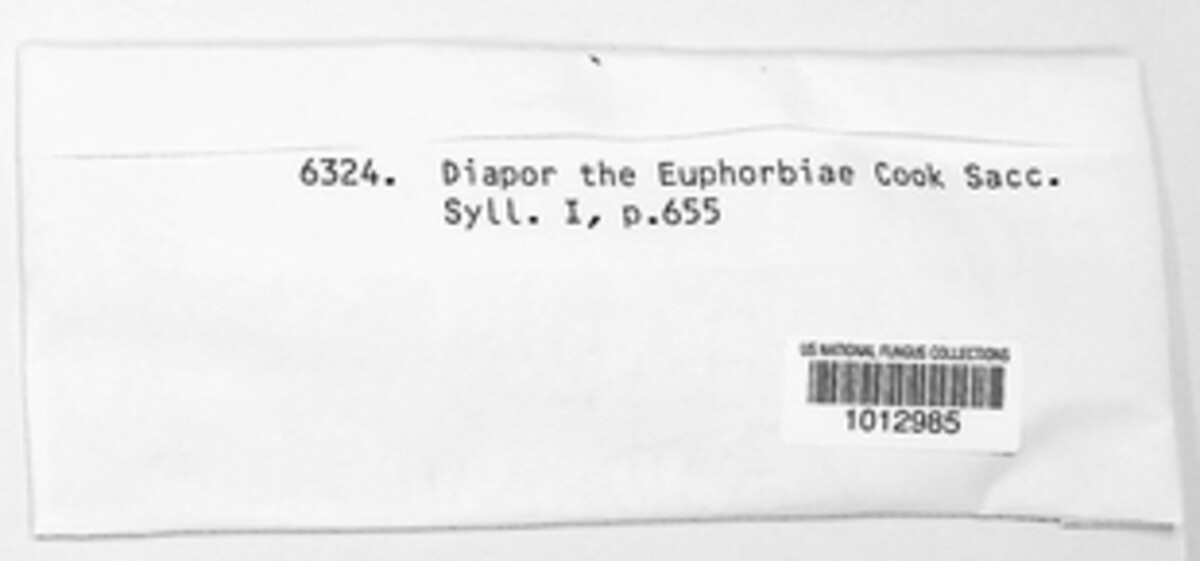 6324. Diapor the Euphorbiae Cook Sacc.
Syll. I, p.655
US NATIONAL FUNGUS COLLECTIONS
1012985